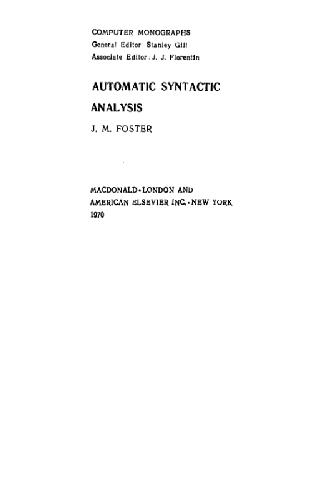 COMPUTER MONOGRAPHS
General Editor: Stanley Gill
Associate Editor: J. J. Florentin
AUTOMATIC SYNTACTIC
ANALYSIS
J. M. FOSTER
MACDONALD-LONDON AND
AMERICAN ELSEVIER INC.-NEW YORK
1970